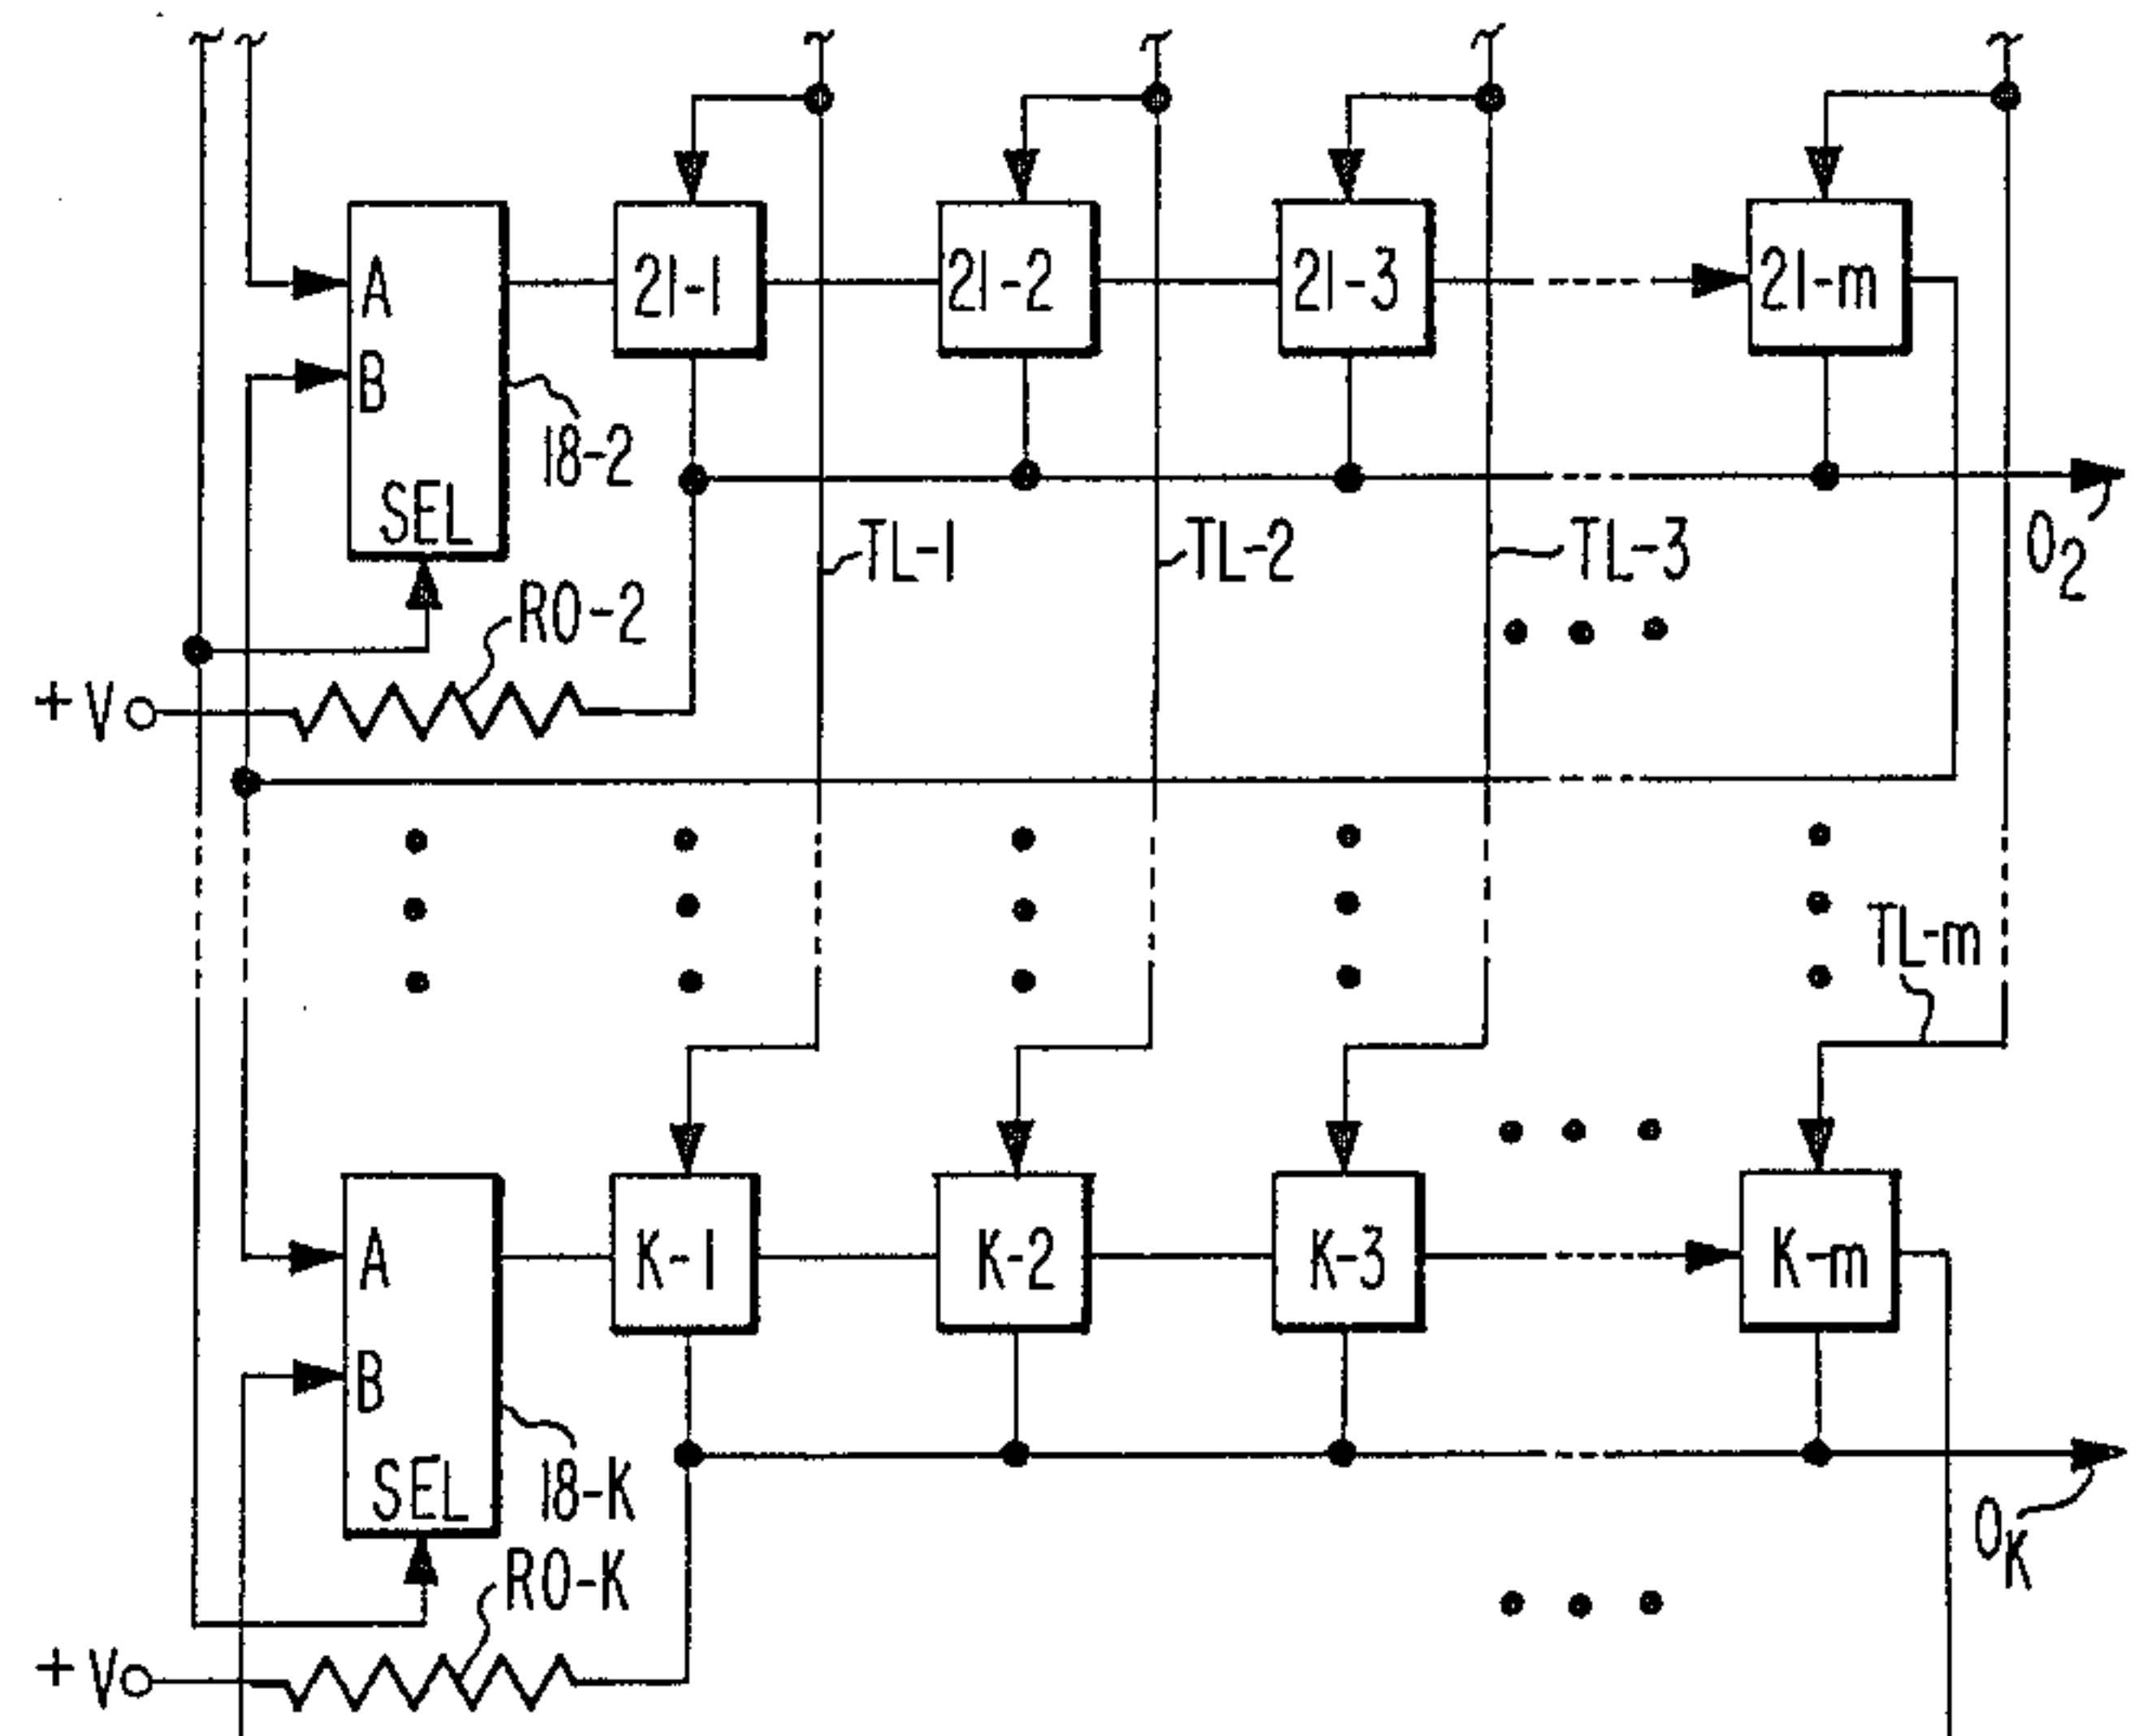 A
21-1
21-2
21-3
21-m
B
18-2
SEL
TL-1
TL-2
TL-3
O2
RO-2
+V
TL-m
A
K-1
K-2
K-3
K-m
B
SEL
18-K
OK
RO-K
+V